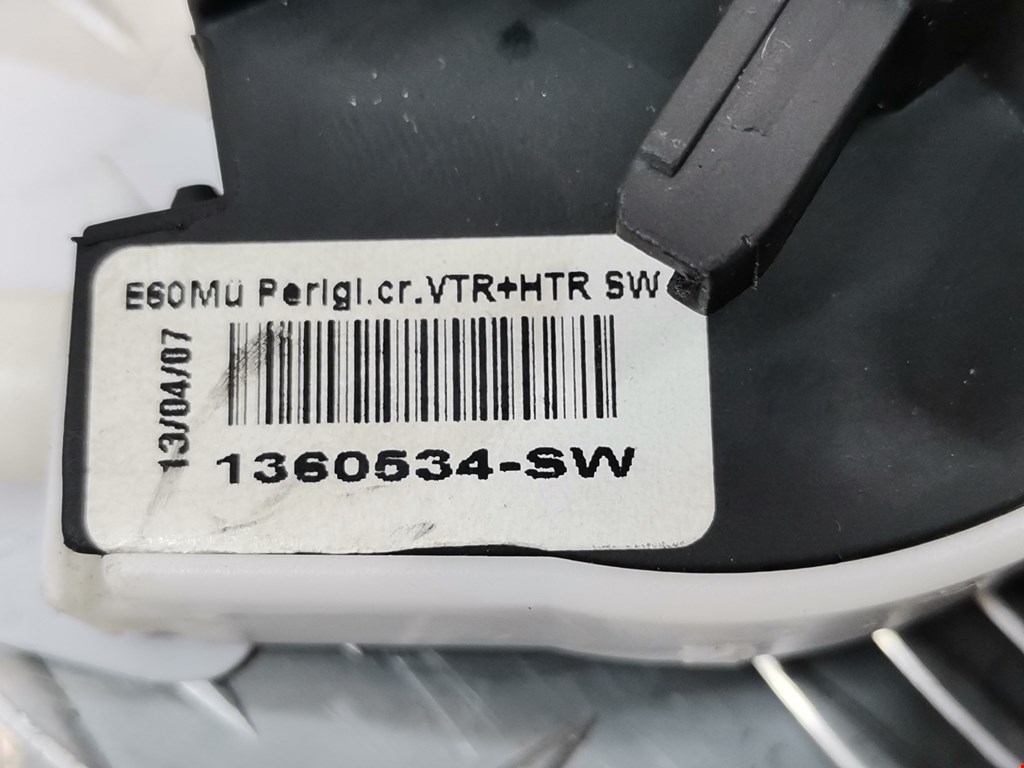 E60Mü Perlgl.cr.VTR+HTR SW
13/04/07
1360534-SW